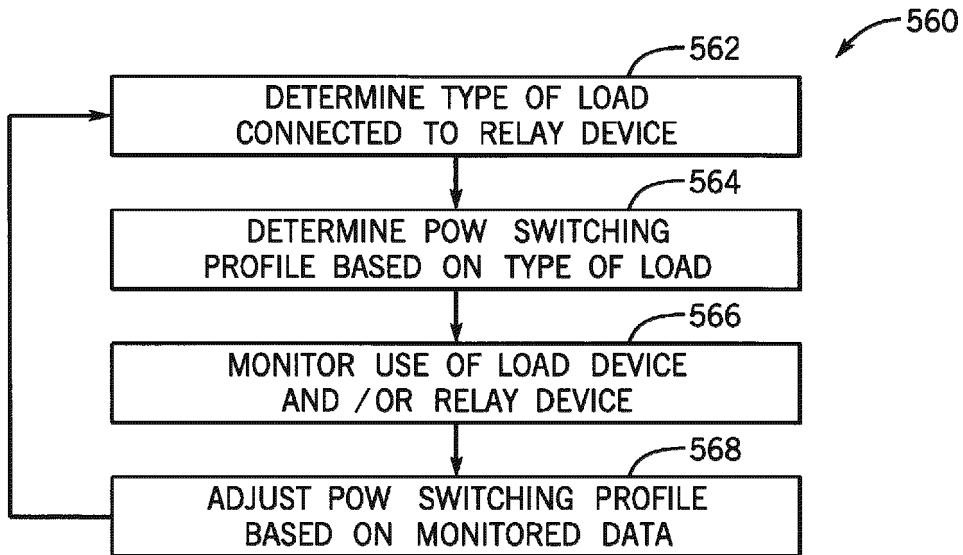 560
562
DETERMINE TYPE OF LOAD
CONNECTED TO RELAY DEVICE
564
DETERMINE POW SWITCHING
PROFILE BASED ON TYPE OF LOAD
566
MONITOR USE OF LOAD DEVICE
AND /OR RELAY DEVICE
568
ADJUST POW SWITCHING PROFILE
BASED ON MONITORED DATA